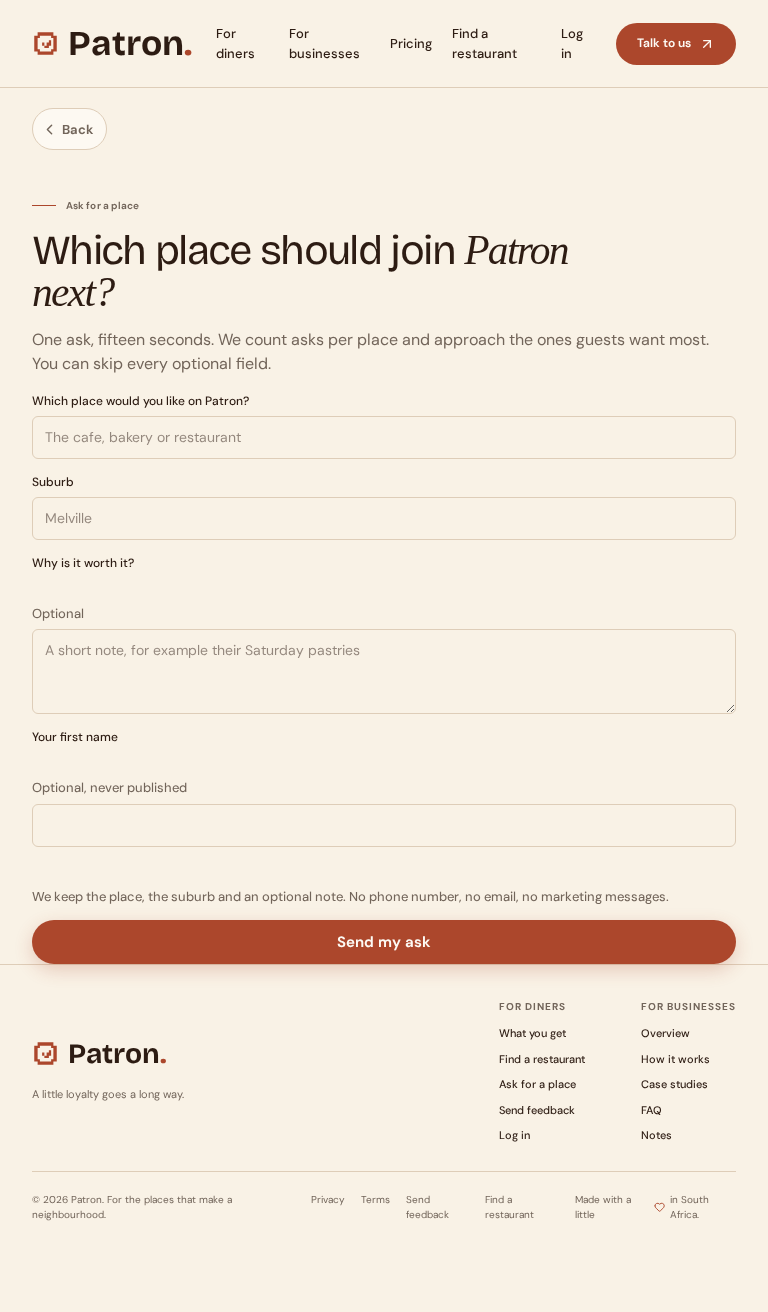 Patron.
For diners
For businesses
Pricing
Find a restaurant
Log in
Talk to us
Back
Ask for a place
Which place should join Patron
next?
One ask, fifteen seconds. We count asks per place and approach the ones guests want most.
You can skip every optional field.
Which place would you like on Patron?
The cafe, bakery or restaurant
Suburb
Melville
Why is it worth it?
Optional
A short note, for example their Saturday pastries
Your first name
Optional, never published
We keep the place, the suburb and an optional note. No phone number, no email, no marketing messages.
Send my ask
Patron.
A little loyalty goes a long way.
FOR DINERS
What you get
Find a restaurant
Ask for a place
Send feedback
Log in
FOR BUSINESSES
Overview
How it works
Case studies
FAQ
Notes
© 2026 Patron. For the places that make a
neighbourhood.
Privacy
Terms
Send
feedback
Find a
restaurant
Made with a
little
in South
Africa.